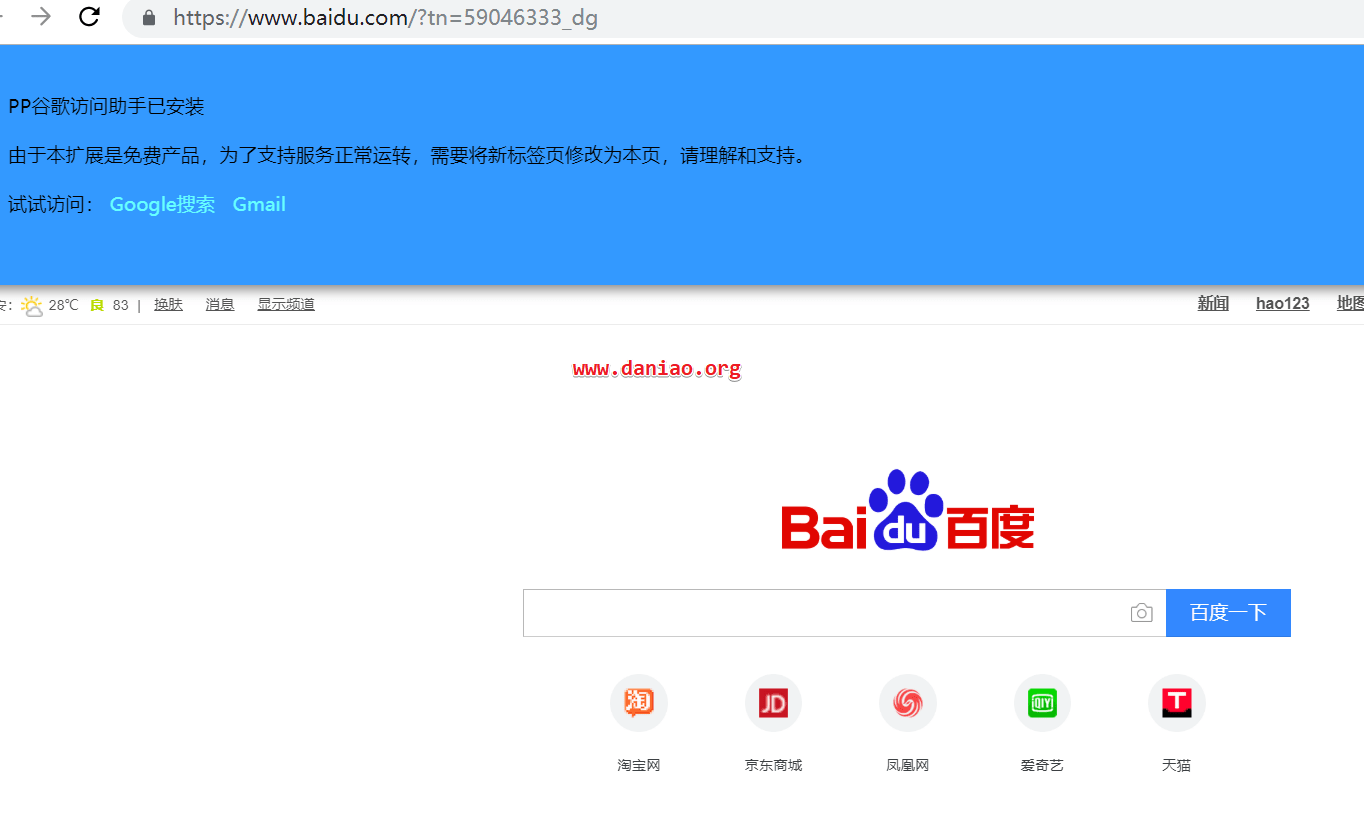 https://www.baidu.com/?tn=59046333_dg
PP谷歌访问助手已安装
由于本扩展是免费产品，为了支持服务正常运转，需要将新标签页修改为本页，请理解和支持。
试试访问： Google搜索 Gmail
安： 28℃ 良 83 | 换肤 消息 显示频道 新闻 hao123 地图
www.daniao.org
Bai du 百度
百度一下
淘 JD iQIY T
淘宝网 京东商城 凤凰网 爱奇艺 天猫